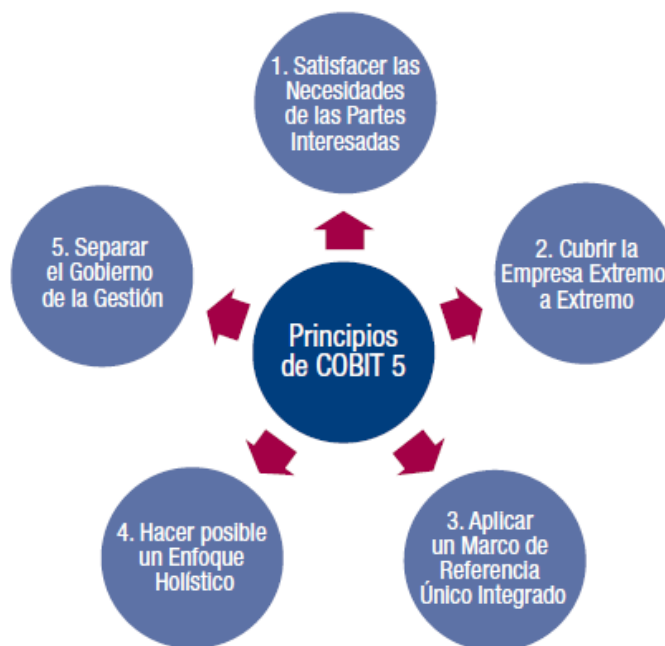 1. Satisfacer las
Necesidades
de las Partes
Interesadas
2. Cubrir la
Empresa Extremo
a Extremo
3. Aplicar
un Marco de
Referencia
Único Integrado
4. Hacer posible
un Enfoque
Holístico
5. Separar
el Gobierno
de la Gestión
Principios
de COBIT 5